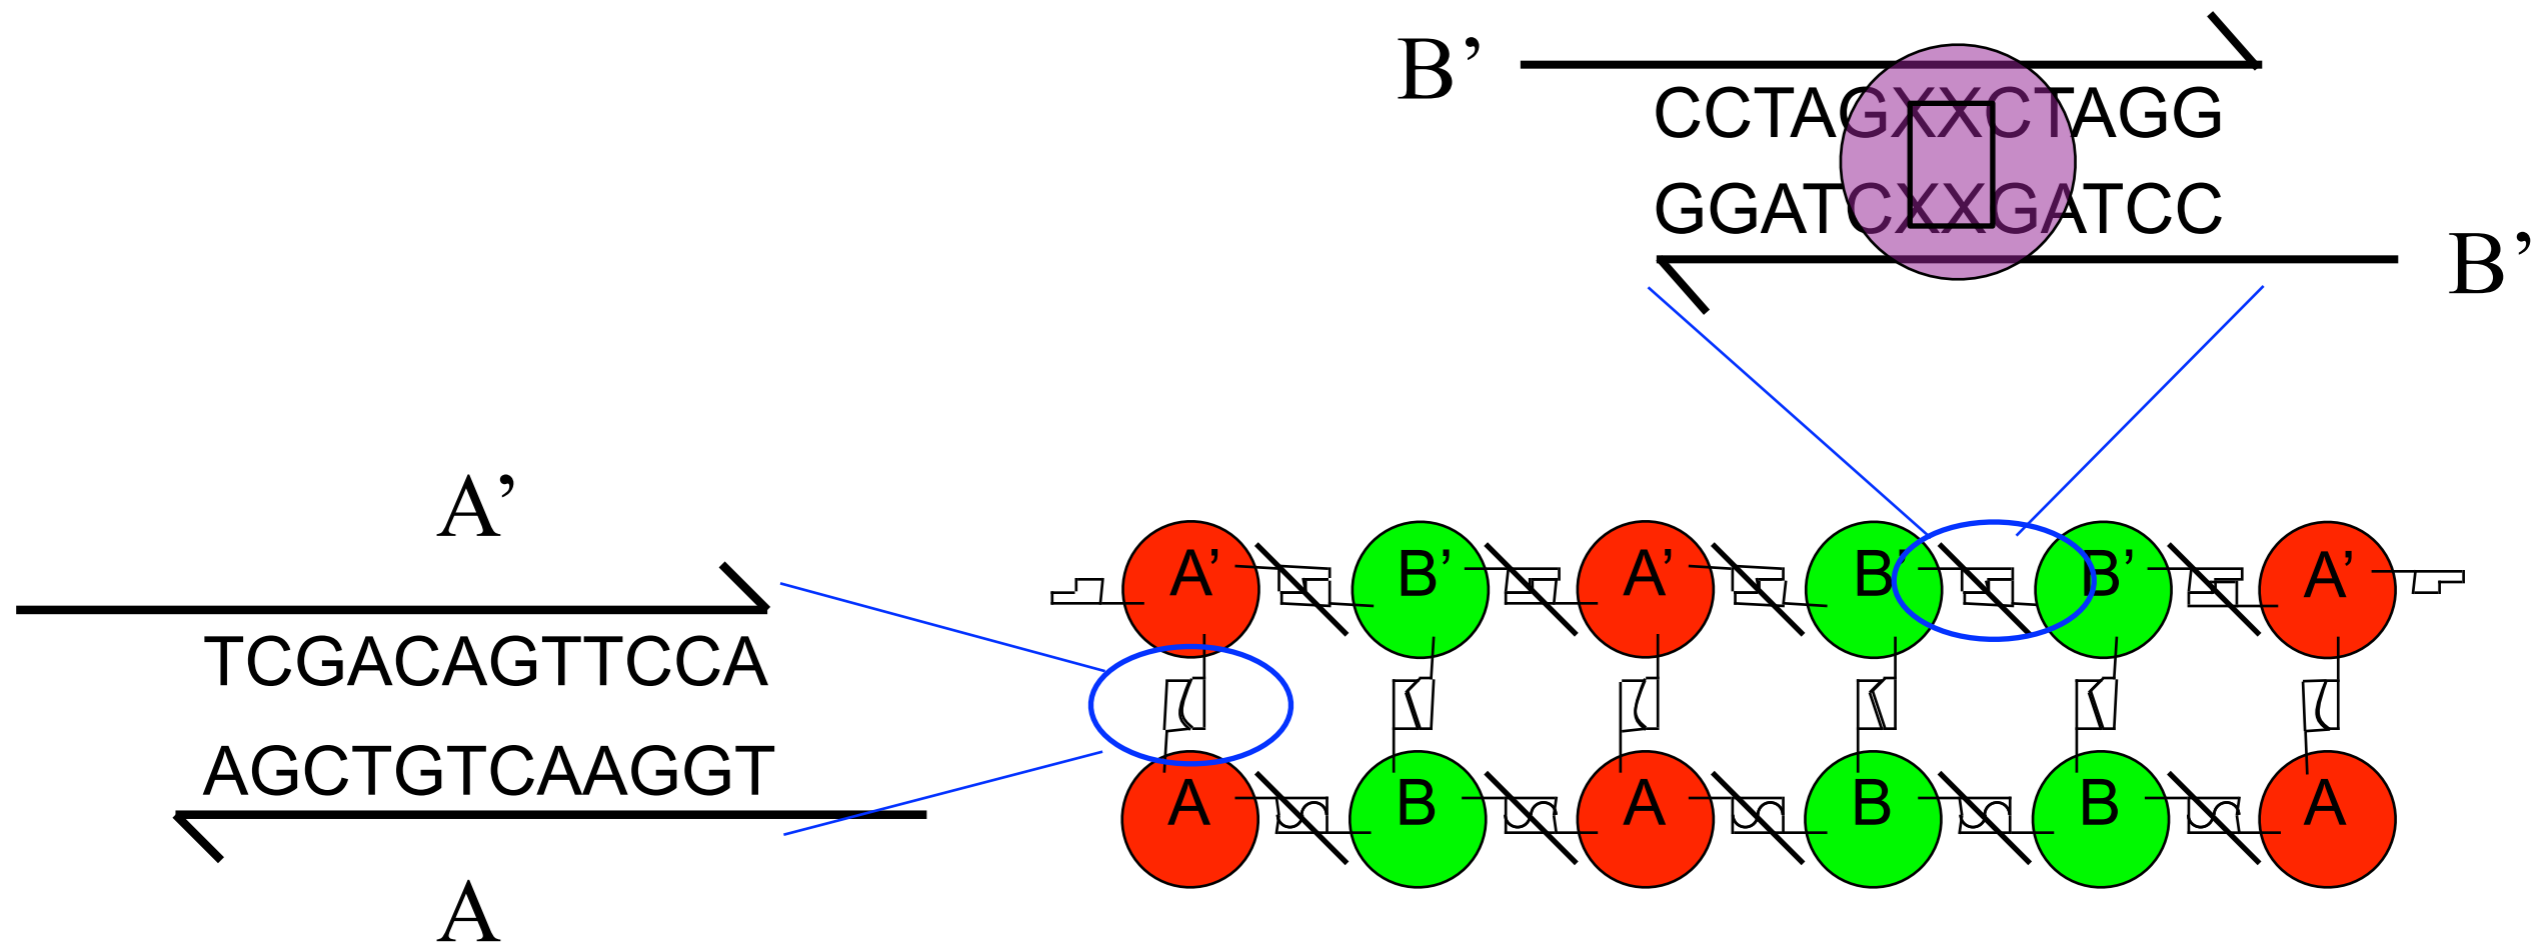 B’
CCTAGXXCTAGG
GGATCXXGATCC
B’
A’
TCGACAGTTCCA
AGCTGTCAAGGT
A
A’ B’ A’ B’ B’ A’
A B A B B A